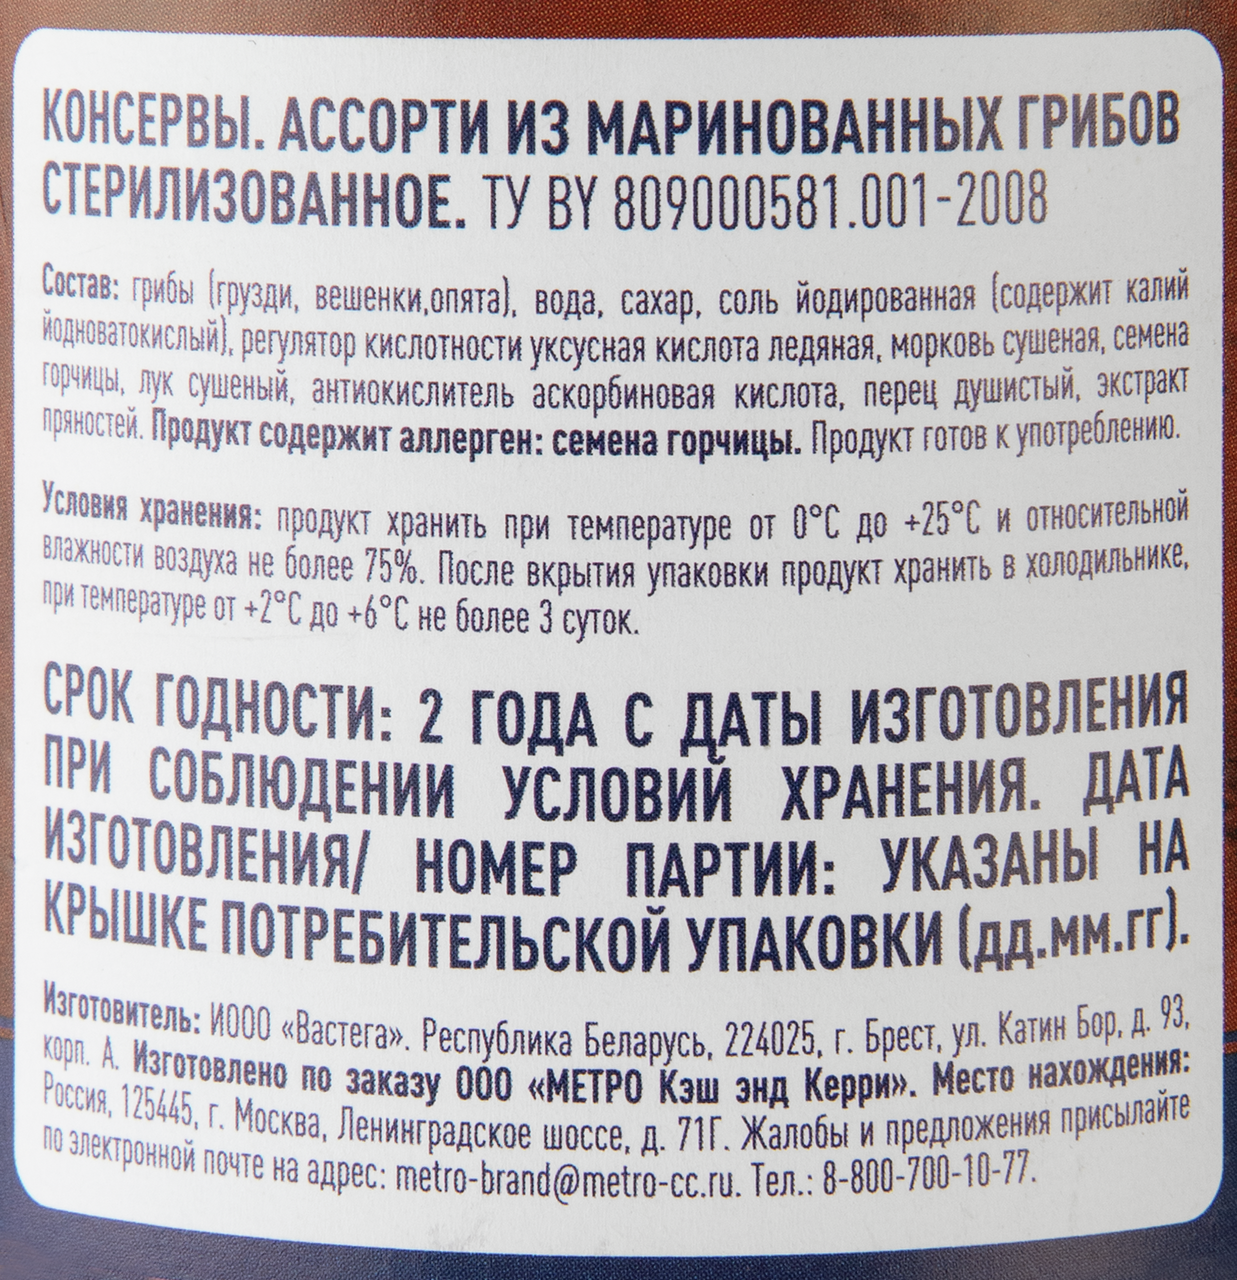 КОНСЕРВЫ. АССОРТИ ИЗ МАРИНОВАННЫХ ГРИБОВ
СТЕРИЛИЗОВАННОЕ. ТУ BY 809000581.001-2008
Состав: грибы (грузди, вешенки,опята), вода, сахар, соль йодированная (содержит калий
йодноватокислый), регулятор кислотности уксусная кислота ледяная, морковь сушеная, семена
горчицы, лук сушеный, антиокислитель аскорбиновая кислота, перец душистый, экстракт
пряностей. Продукт содержит аллерген: семена горчицы. Продукт готов к употреблению.
Условия хранения: продукт хранить при температуре от 0°С до +25°С и относительной
влажности воздуха не более 75%. После вкрытия упаковки продукт хранить в холодильнике,
при температуре от +2°С до +6°С не более 3 суток.
СРОК ГОДНОСТИ: 2 ГОДА С ДАТЫ ИЗГОТОВЛЕНИЯ
ПРИ СОБЛЮДЕНИИ УСЛОВИЙ ХРАНЕНИЯ. ДАТА
ИЗГОТОВЛЕНИЯ/ НОМЕР ПАРТИИ: УКАЗАНЫ НА
КРЫШКЕ ПОТРЕБИТЕЛЬСКОЙ УПАКОВКИ (дд.мм.гг).
Изготовитель: ИООО «Вастега». Республика Беларусь, 224025, г. Брест, ул. Катин Бор, д. 93,
корп. А. Изготовлено по заказу ООО «МЕТРО Кэш энд Керри». Место нахождения:
Россия, 125445, г. Москва, Ленинградское шоссе, д. 71Г. Жалобы и предложения присылайте
по электронной почте на адрес: metro-brand@metro-cc.ru. Тел.: 8-800-700-10-77.